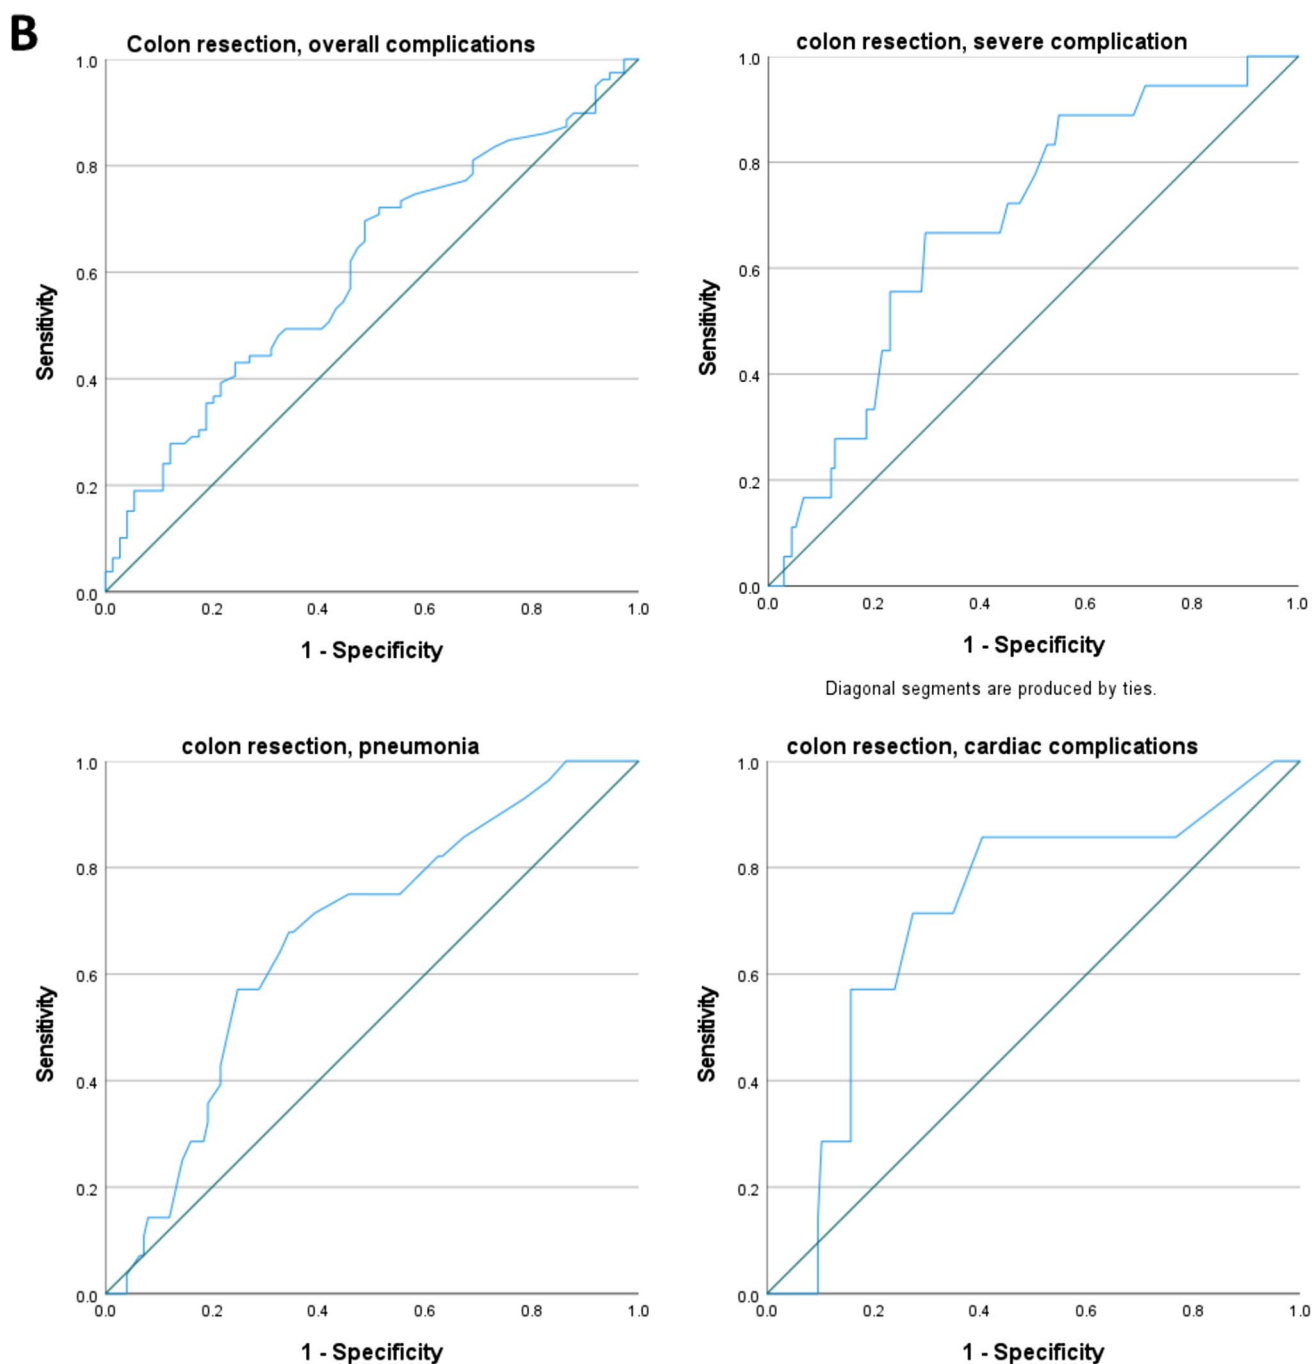 B
Colon resection, overall complications
1.0
0.8
0.6
0.4
0.2
0.0
0.0 0.2 0.4 0.6 0.8 1.0
Sensitivity
1 - Specificity
colon resection, severe complication
1.0
0.8
0.6
0.4
0.2
0.0
0.0 0.2 0.4 0.6 0.8 1.0
Sensitivity
1 - Specificity
Diagonal segments are produced by ties.
colon resection, pneumonia
1.0
0.8
0.6
0.4
0.2
0.0
0.0 0.2 0.4 0.6 0.8 1.0
Sensitivity
1 - Specificity
colon resection, cardiac complications
1.0
0.8
0.6
0.4
0.2
0.0
0.0 0.2 0.4 0.6 0.8 1.0
Sensitivity
1 - Specificity